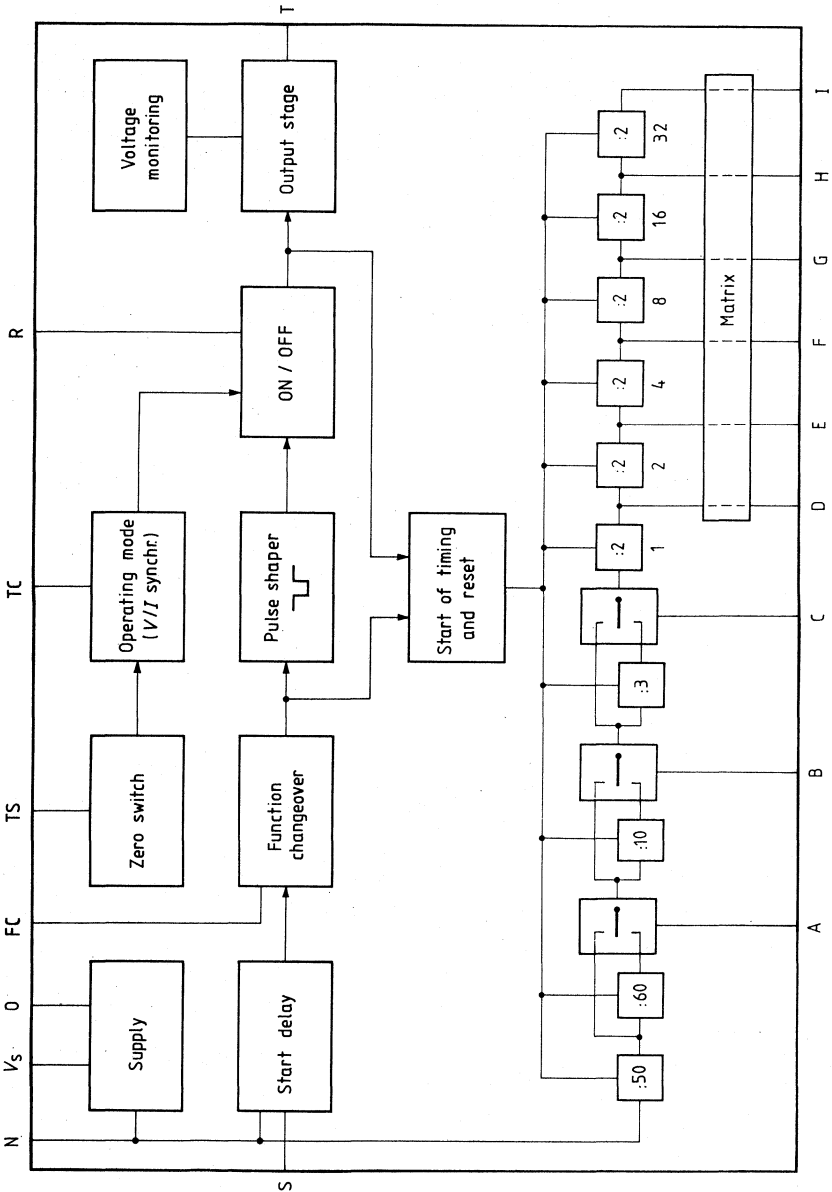 N
Vs
O
FC
TS
TC
R
Supply
Zero switch
Operating mode
(V/I synchr.)
Voltage
monitoring
S
Start delay
Function
changeover
Pulse shaper
ON / OFF
Output stage
T
Start of timing
and reset
:50
:60
:10
:3
:2
:2
:2
:2
:2
:2
1
2
4
8
16
32
Matrix
A
B
C
D
E
F
G
H
I